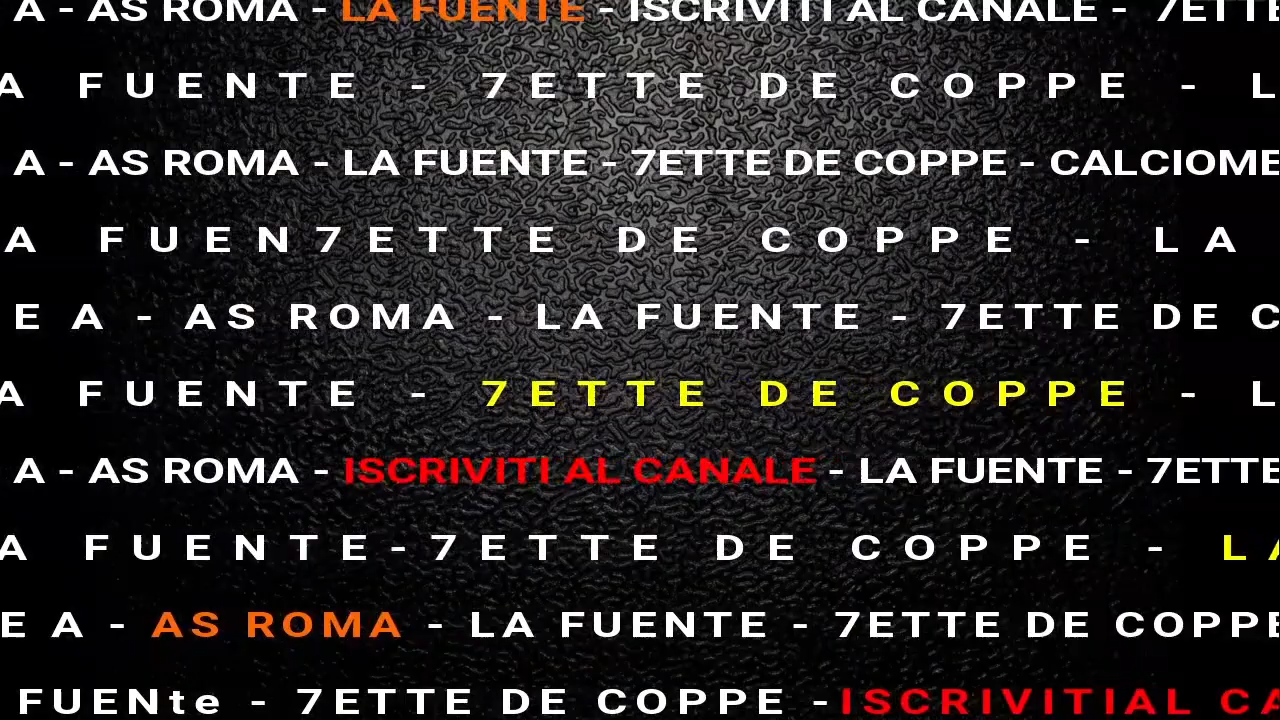 A - AS ROMA - LA FUENTE - ISCRIVITI AL CANALE - 7ETTE
A FUENTE - 7ETTE DE COPPE - L
A - AS ROMA - LA FUENTE - 7ETTE DE COPPE - CALCIOME
A FUEN7ETTE DE COPPE - LA
E A - AS ROMA - LA FUENTE - 7ETTE DE C
A FUENTE - 7ETTE DE COPPE - L
A - AS ROMA - ISCRIVITI AL CANALE - LA FUENTE - 7ETTE
A FUENTE-7ETTE DE COPPE - LA
E A - AS ROMA - LA FUENTE - 7ETTE DE COPPE
FUENte - 7ETTE DE COPPE -ISCRIVITIAL CA